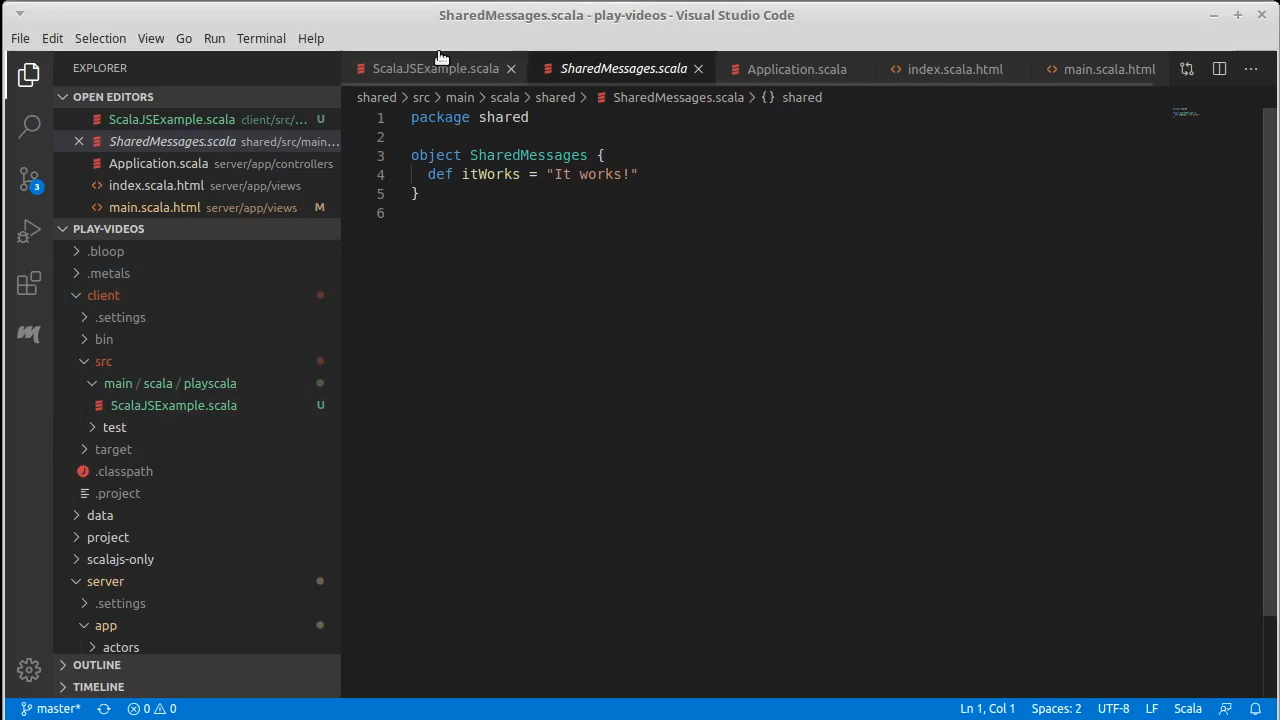 SharedMessages.scala - play-videos - Visual Studio Code
File Edit Selection View Go Run Terminal Help
EXPLORER
OPEN EDITORS
ScalaJSExample.scala client/src/... U
SharedMessages.scala shared/src/main...
Application.scala server/app/controllers
index.scala.html server/app/views
main.scala.html server/app/views M
PLAY-VIDEOS
.bloop
.metals
client
.settings
bin
src
main / scala / playscala
ScalaJSExample.scala U
test
target
.classpath
.project
data
project
scalajs-only
server
.settings
app
actors
OUTLINE
TIMELINE
3
ScalaJSExample.scala SharedMessages.scala Application.scala index.scala.html main.scala.html ...
shared > src > main > scala > shared > SharedMessages.scala > {} shared
1 package shared
2
3 object SharedMessages {
4 def itWorks = "It works!"
5 }
6
master* 0 0 Ln 1, Col 1 Spaces: 2 UTF-8 LF Scala